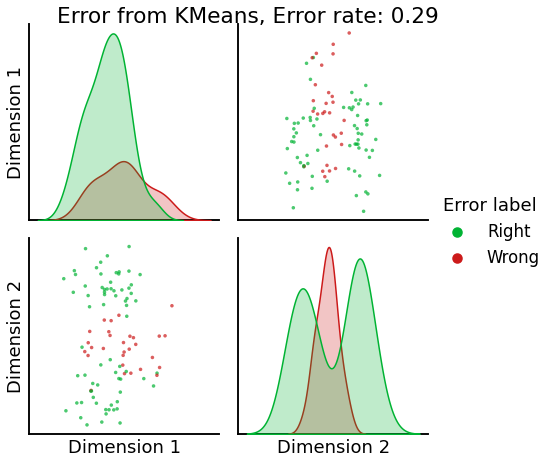 Error from KMeans, Error rate: 0.29
Dimension 1
Error label
Right
Wrong
Dimension 2
Dimension 1
Dimension 2